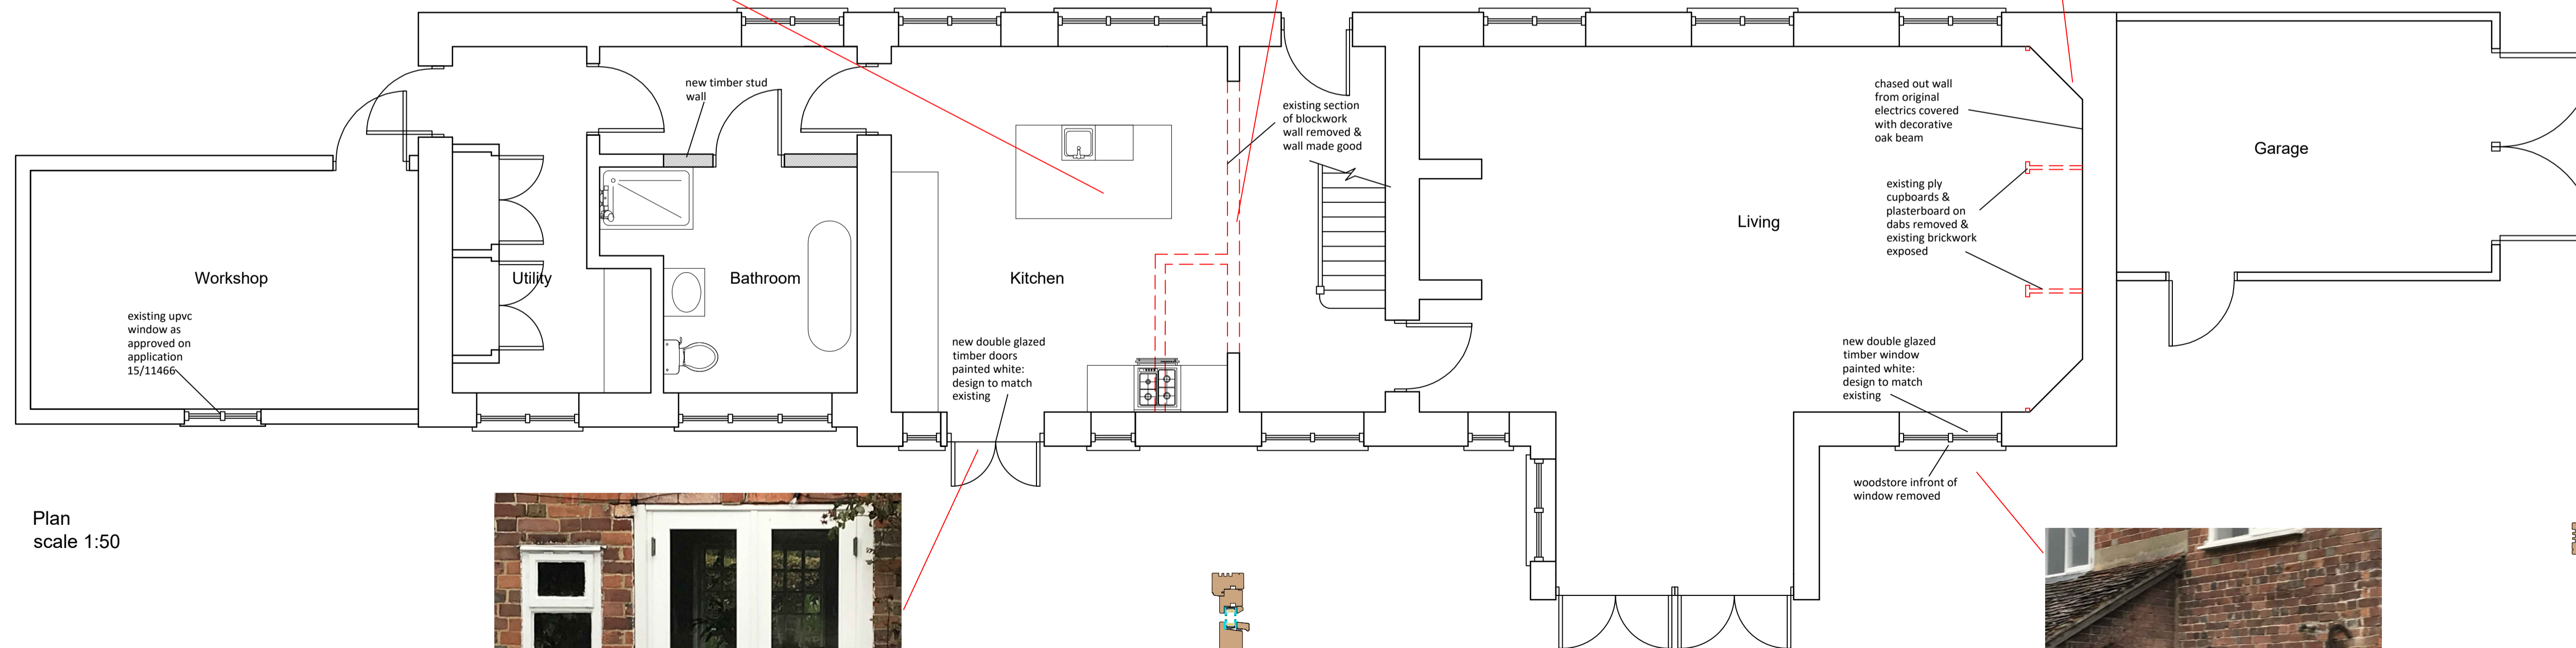 new timber stud
wall
existing section
of blockwork
wall removed &
wall made good
chased out wall
from original
electrics covered
with decorative
oak beam
Garage
existing ply
cupboards &
plasterboard on
dabs removed &
existing brickwork
exposed
Living
Workshop
Utility
Bathroom
Kitchen
existing upvc
window as
approved on
application
15/11466
new double glazed
timber doors
painted white:
design to match
existing
new double glazed
timber window
painted white:
design to match
existing
woodstore infront of
window removed
Plan
scale 1:50